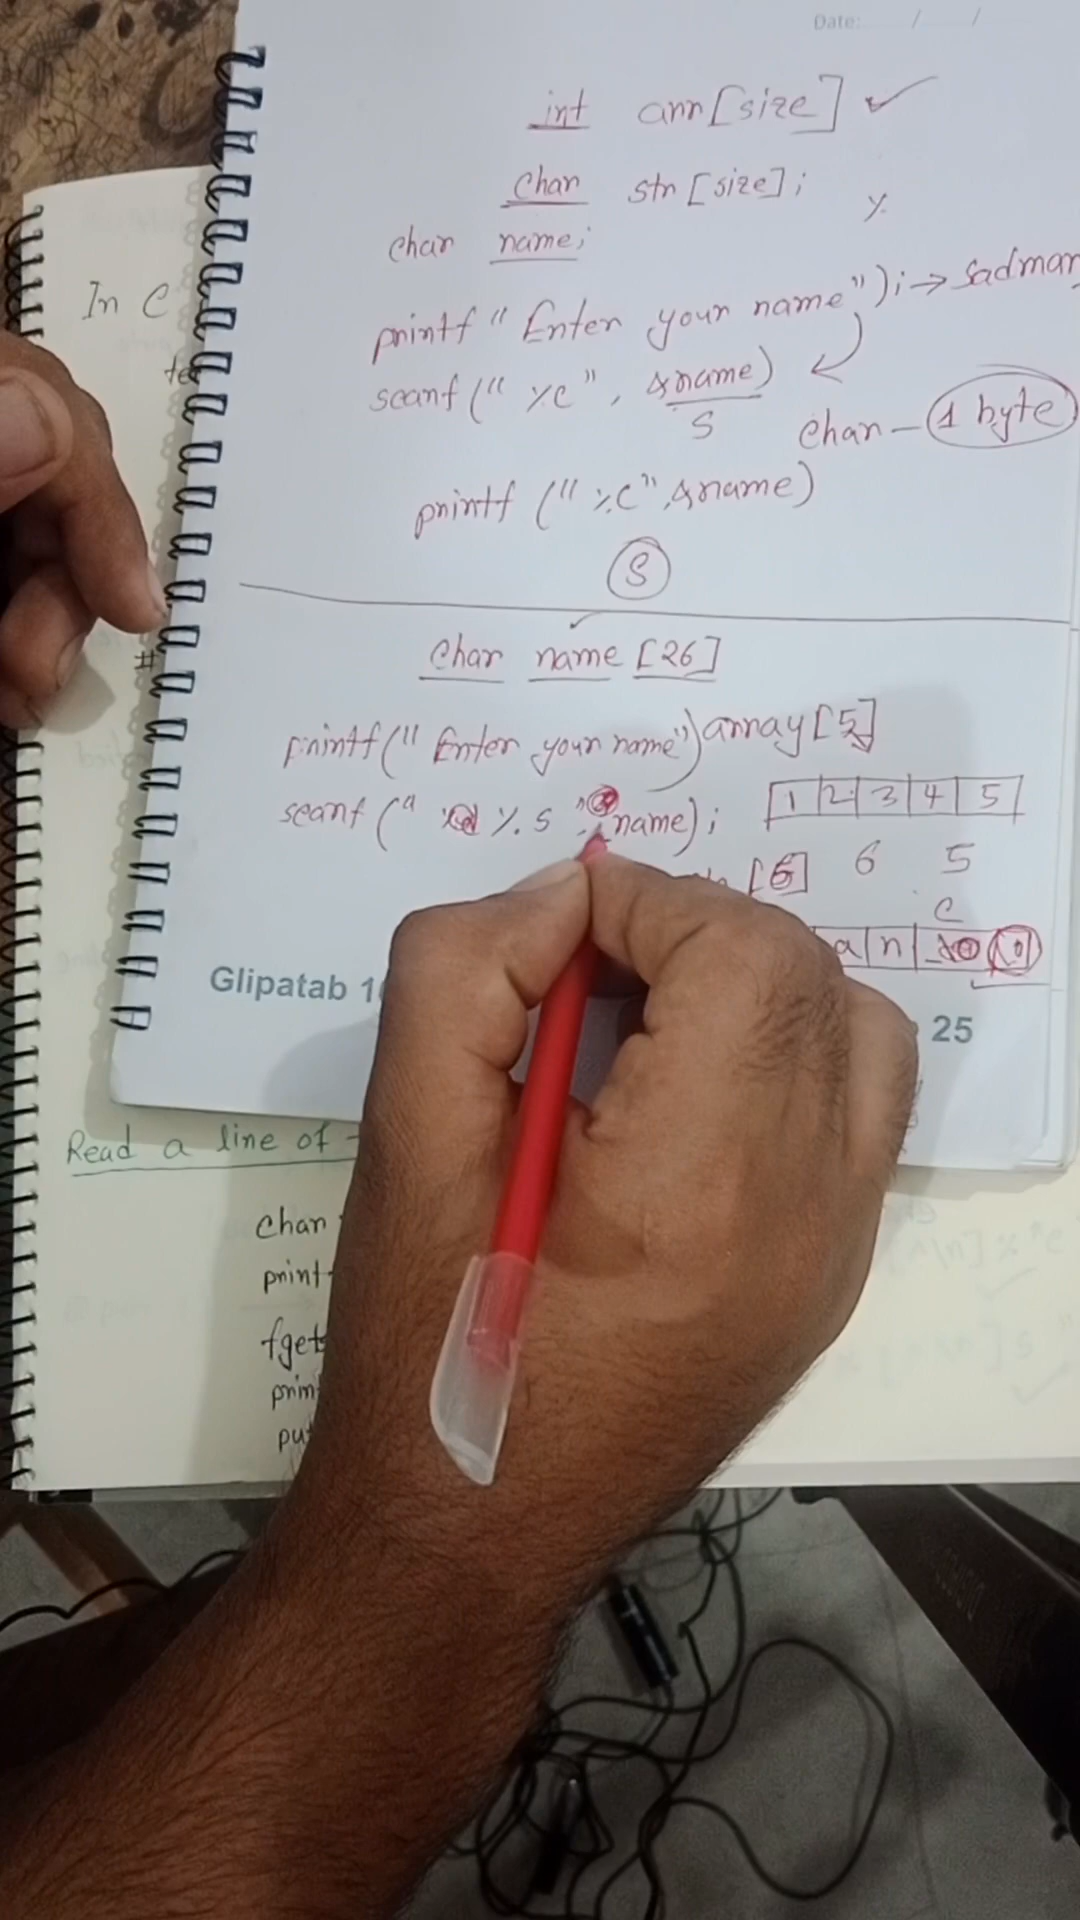 Date: / /
int arr[size] ✓
char str[size];
%
char name;
printf "Enter your name"); → Sadman
scanf("%c", &name)
S
char - 1 byte
printf ("%c", &name)
S
char name [26]
printf("Enter your name") array [5]
scanf(" %s ", name);
1 2 3 4 5
[6] 6 5
c
a n \0
Glipatab
25
In C
#
Read a line of
char
print
fgets
prin
pu